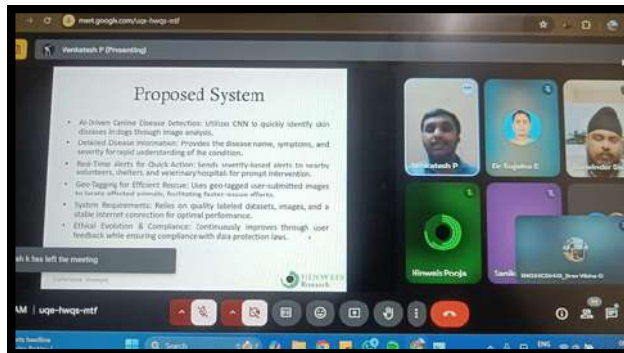 meet.google.com/uqe-hwqs-mtf
Venkatesh P (Presenting)
Proposed System
• AI-Driven Canine Disease Detection: Utilizes CNN to quickly identify skin
diseases in dogs through image analysis.
• Detailed Disease Information: Provides the disease name, symptoms, and
severity for rapid understanding of the condition.
• Real-Time Alerts for Quick Action: Sends severity-based alerts to nearby
volunteers, shelters, and veterinary hospitals for prompt intervention.
• Geo-Tagging for Efficient Rescue: Uses geo-tagged user-submitted images
to locate affected animals, facilitating faster rescue efforts.
• System Requirements: Relies on quality labeled datasets, images, and a
stable internet connection for optimal performance.
• Ethical Evolution & Compliance: Continuously improves through user
feedback while ensuring compliance with data protection laws.
has left the meeting
HINWEIS
Research
Venkatesh P
Dr Sujatha E
Hinweis Pooja
Sanik
AM | uqe-hwqs-mtf
Search
ENG